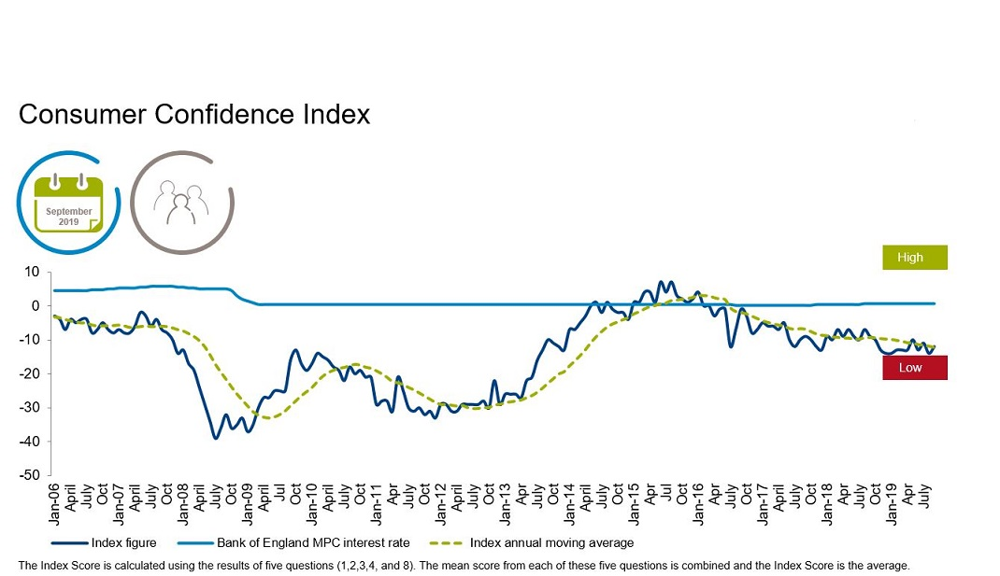 Consumer Confidence Index
September
2019
High
10
0
-10
-20
-30
-40
-50
Low
Jan-06
April
July
Oct
Jan-07
April
July
Oct
Jan-08
April
July
Oct
Jan-09
April
Jul
Oct
Jan-10
April
July
Oct
Jan-11
Apr
July
Oct
Jan-12
April
July
Oct
Jan-13
April
July
Oct
Jan-14
April
July
Oct
Jan-15
Apr
Jul
Oct
Jan-16
Apr
July
Oct
Jan-17
April
July
Oct
Jan-18
Apr
July
Oct
Jan-19
Apr
July
Index figure
Bank of England MPC interest rate
Index annual moving average
The Index Score is calculated using the results of five questions (1,2,3,4, and 8). The mean score from each of these five questions is combined and the Index Score is the average.